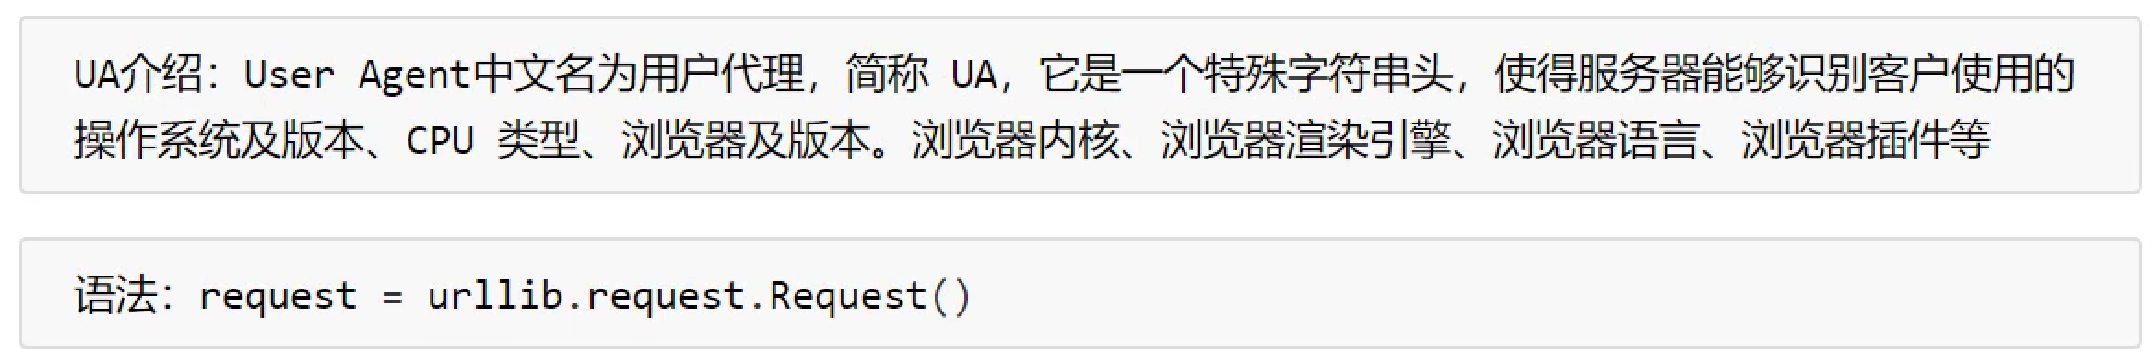 UA介绍：User Agent中文名为用户代理，简称 UA，它是一个特殊字符串头，使得服务器能够识别客户使用的
操作系统及版本、CPU 类型、浏览器及版本。浏览器内核、浏览器渲染引擎、浏览器语言、浏览器插件等
语法：request = urllib.request.Request()